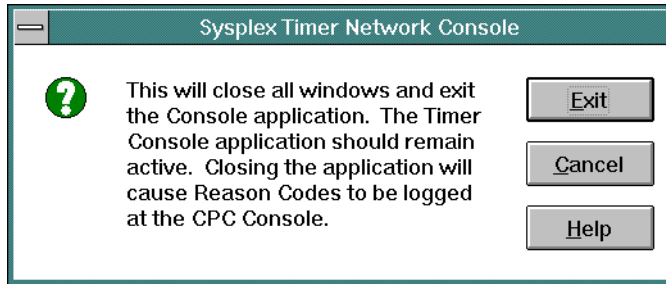 Sysplex Timer Network Console
This will close all windows and exit
the Console application. The Timer
Console application should remain
active. Closing the application will
cause Reason Codes to be logged
at the CPC Console.
Exit
Cancel
Help